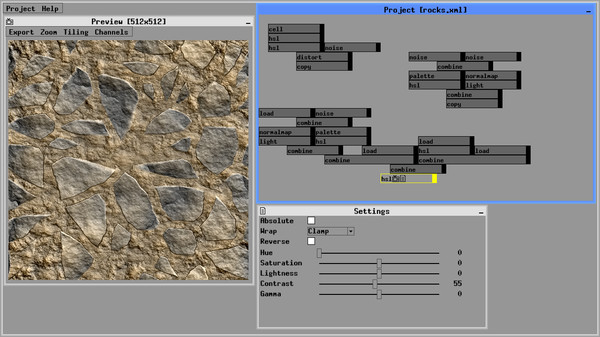 Project Help
Preview [512x512]
Export Zoom Tiling Channels
Project [rocks.xml]
cell
hsl
hsl noise
distort
copy
noise noise
combine
palette normalmap
hsl light
combine
copy
load noise
combine
normalmap palette
light hsl
combine load hsl load
load
combine combine
combine
hsl
Settings
Absolute
Wrap Clamp
Reverse
Hue 0
Saturation 0
Lightness 0
Contrast 55
Gamma 0